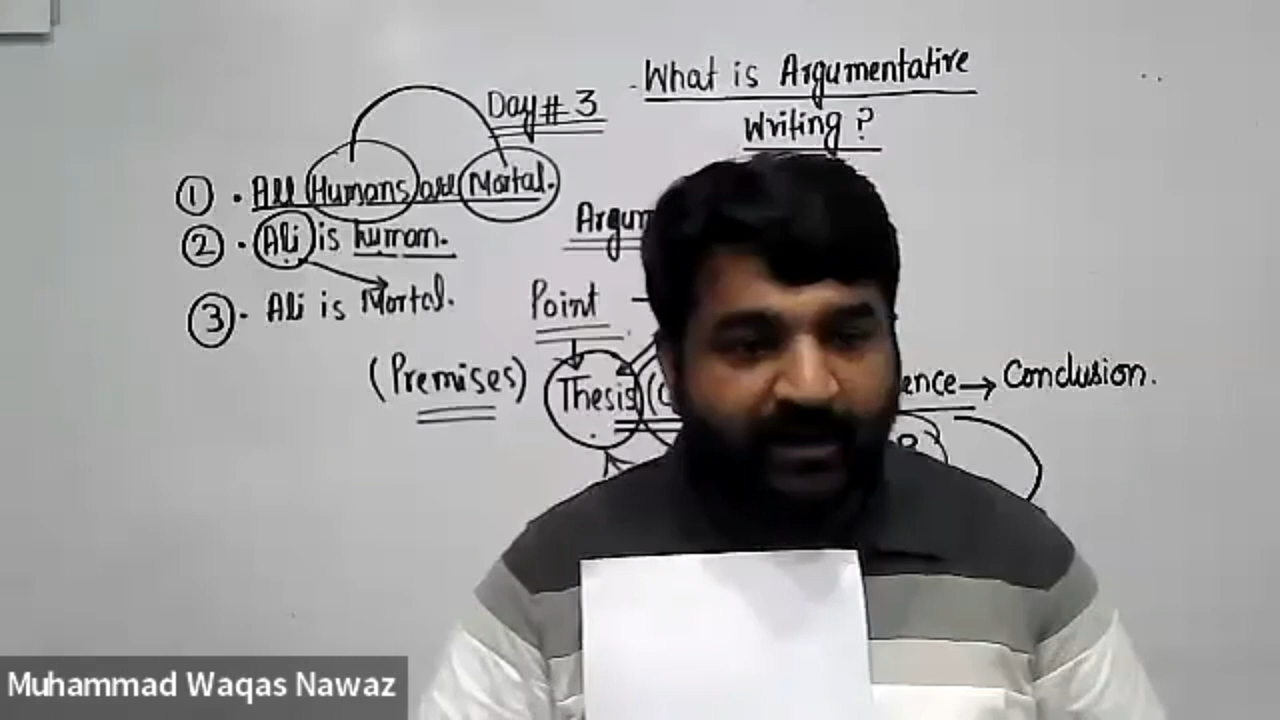 What is Argumentative
Writing ?
Day # 3
① · All Humans are Mortal.
② · Ali is human.
③ · Ali is Mortal.
Point
(Premises) Thesis → Conclusion.
Muhammad Waqas Nawaz